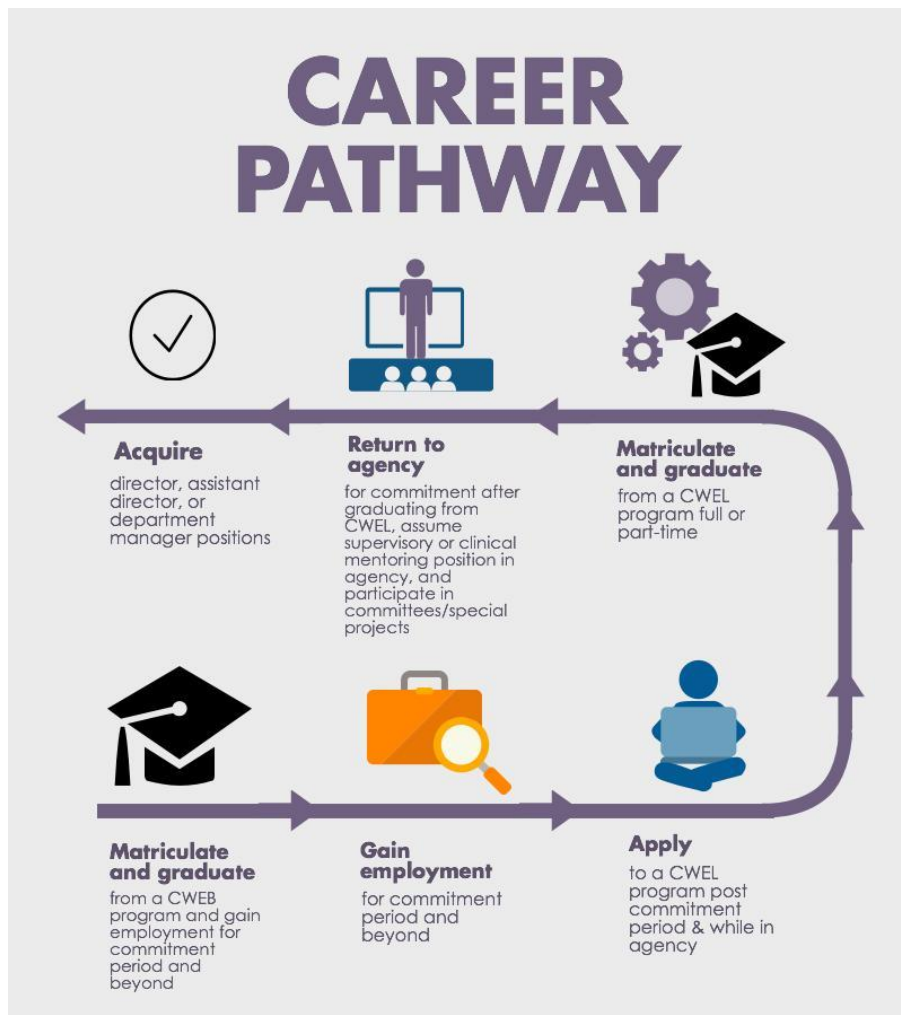 CAREER
PATHWAY
Matriculate
and graduate
from a CWEB
program and gain
employment for
commitment
period and
beyond
Gain
employment
for commitment
period and
beyond
Apply
to a CWEL
program post
commitment
period & while in
agency
Matriculate
and graduate
from a CWEL
program full or
part-time
Return to
agency
for commitment after
graduating from
CWEL, assume
supervisory or clinical
mentoring position in
agency, and
participate in
committees/special
projects
Acquire
director, assistant
director, or
department
manager positions